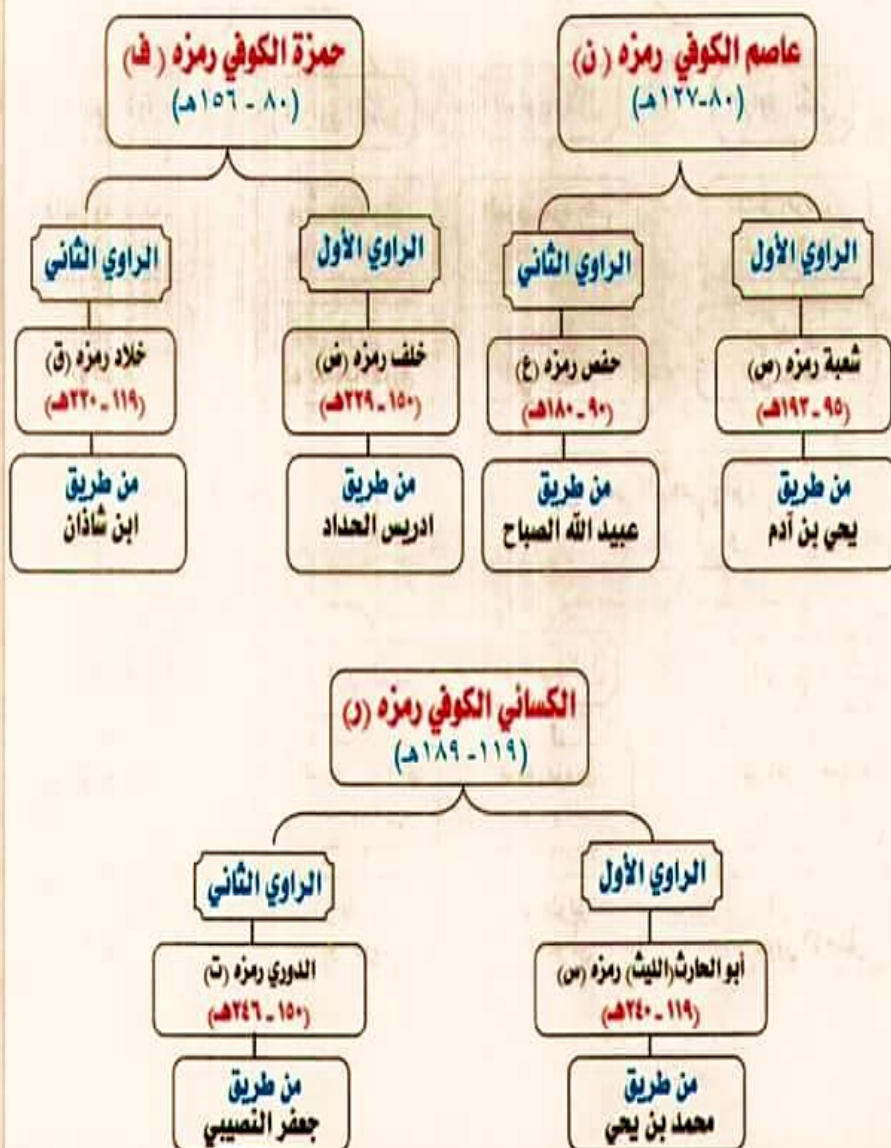 عاصم الكوفي رمزه (ن)
(٨٠-١٢٧هـ)
الراوي الأول
شعبة رمزه (ص)
(٩٥ - ١٩٣هـ)
من طريق
يحي بن آدم
الراوي الثاني
حفص رمزه (ع)
(٩٠ - ١٨٠هـ)
من طريق
عبيد الله الصباح
حمزة الكوفي رمزه (ف)
(٨٠ - ١٥٦هـ)
الراوي الأول
خلف رمزه (ض)
(١٥٠ - ٢٢٩هـ)
من طريق
ادريس الحداد
الراوي الثاني
خلاد رمزه (ق)
(١١٩ - ٢٢٠هـ)
من طريق
ابن شاذان
الكسائي الكوفي رمزه (ر)
(١١٩ - ١٨٩هـ)
الراوي الأول
أبو الحارث (الليث) رمزه (س)
(١١٩ - ٢٤٠هـ)
من طريق
محمد بن يحي
الراوي الثاني
الدوري رمزه (ت)
(١٥٠ - ٢٤٦هـ)
من طريق
جعفر النصيبي